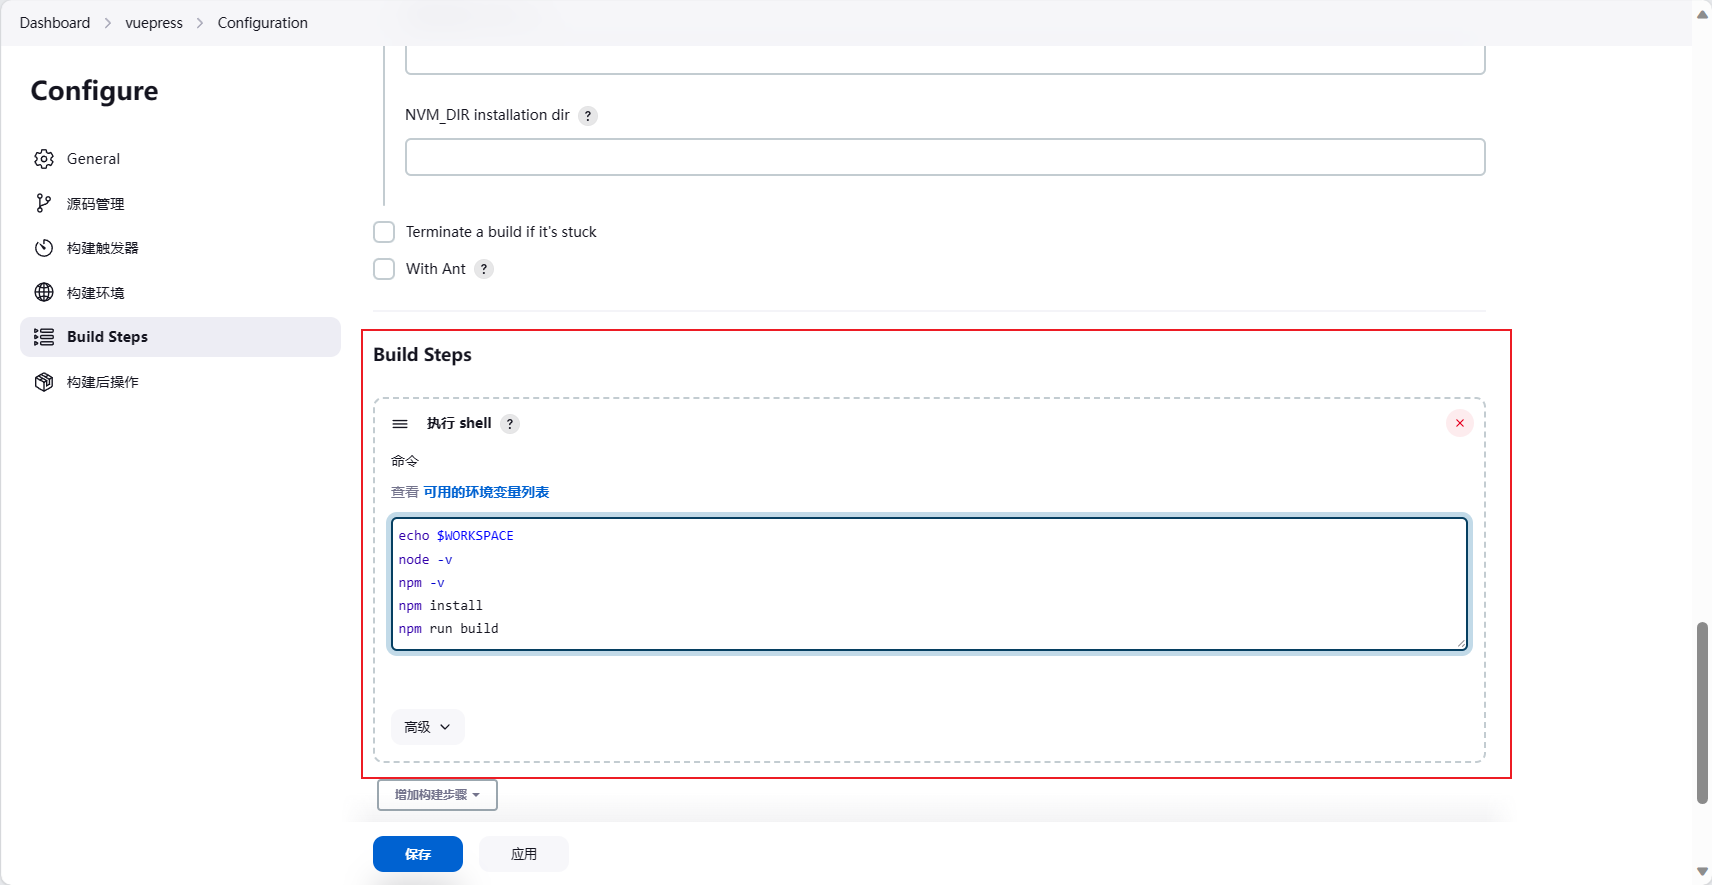 Dashboard > vuepress > Configuration
Configure
General
源码管理
构建触发器
构建环境
Build Steps
构建后操作
NVM_DIR installation dir ?
Terminate a build if it's stuck
With Ant ?
Build Steps
执行 shell ?
命令
查看 可用的环境变量列表
echo $WORKSPACE
node -v
npm -v
npm install
npm run build
高级
增加构建步骤
保存 应用